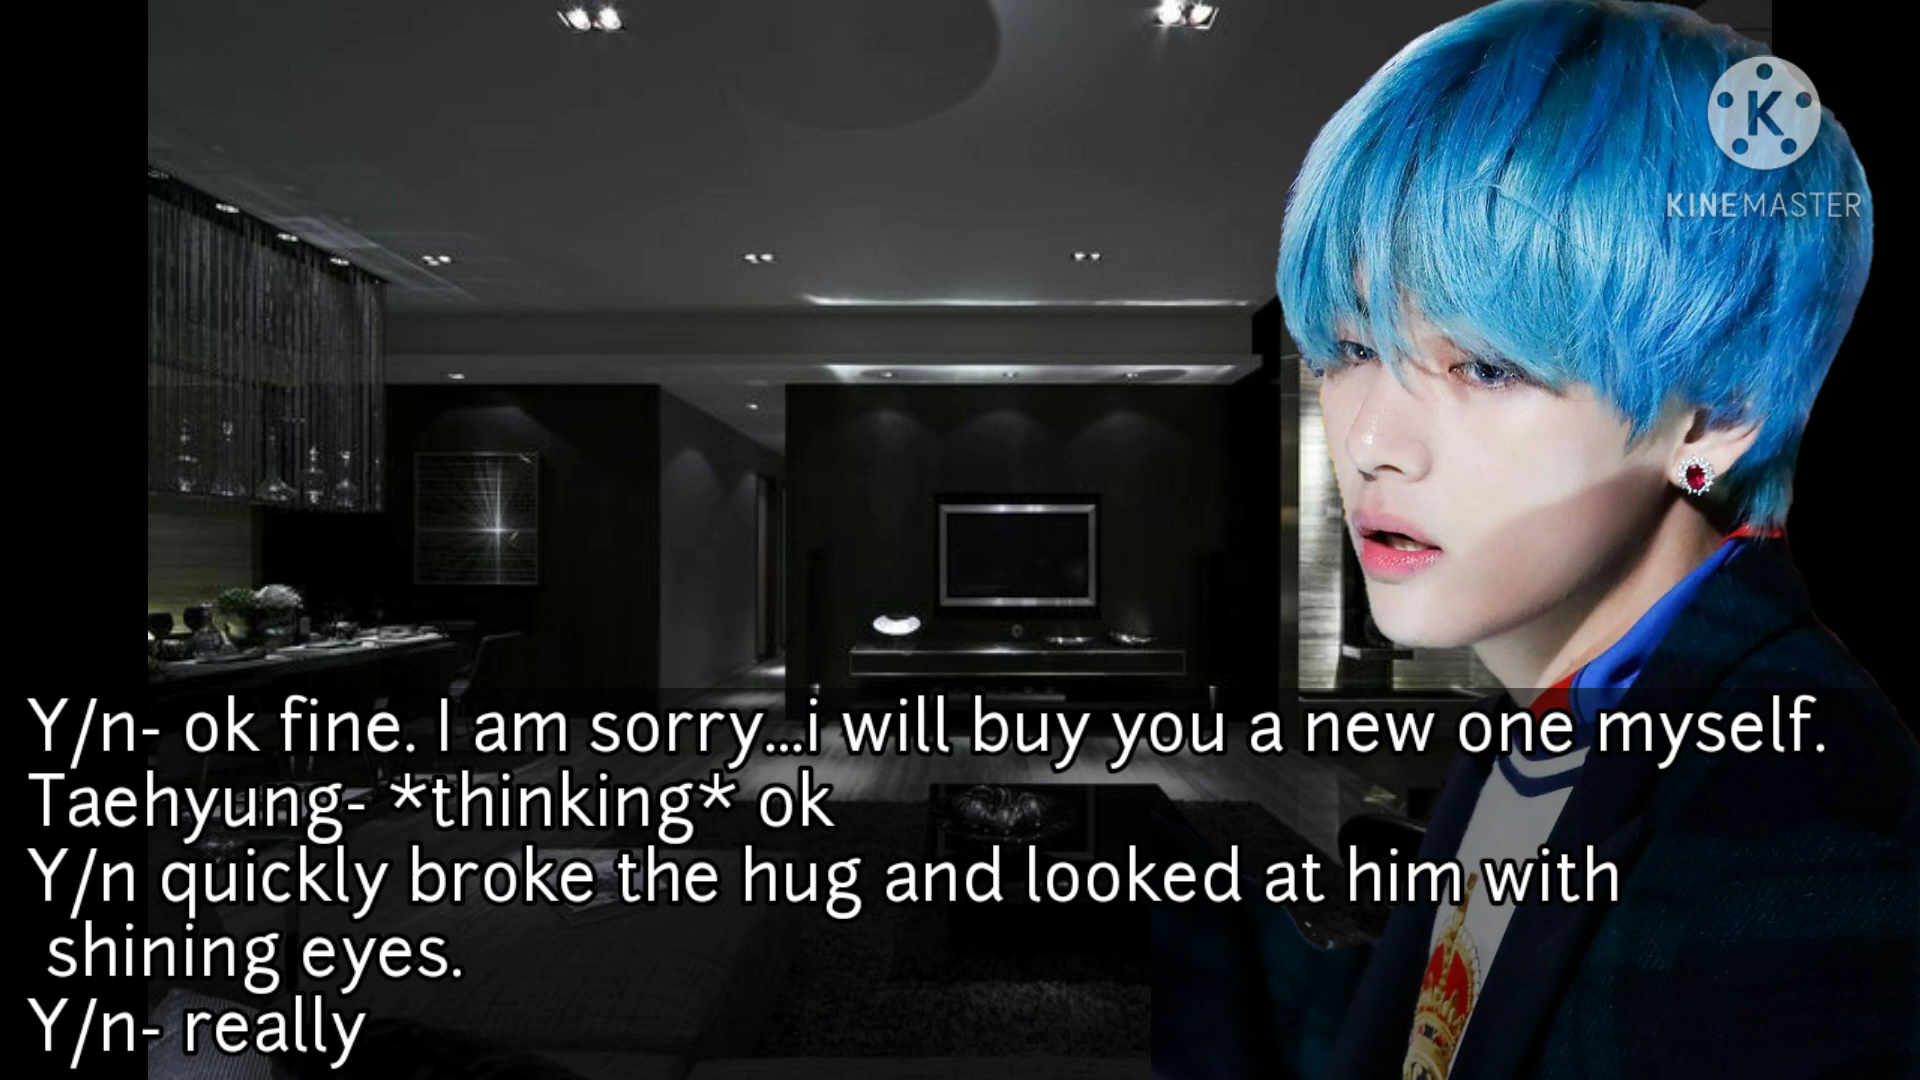 K
KINEMASTER
Y/n- ok fine. I am sorry...i will buy you a new one myself.
Taehyung- *thinking* ok
Y/n quickly broke the hug and looked at him with
shining eyes.
Y/n- really